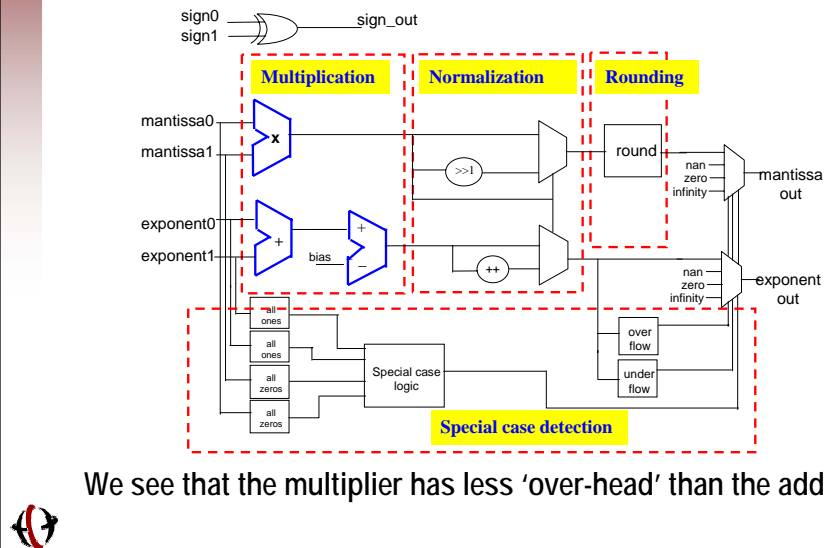 sign0
sign1
sign_out
Multiplication
Normalization
Rounding
mantissa0
mantissa1
x
>>1
round
nan
zero
infinity
mantissa
out
exponent0
exponent1
+
bias
+
−
++
nan
zero
infinity
exponent
out
all
ones
all
ones
all
zeros
all
zeros
Special case
logic
over
flow
under
flow
Special case detection
We see that the multiplier has less ‘over-head’ than the add